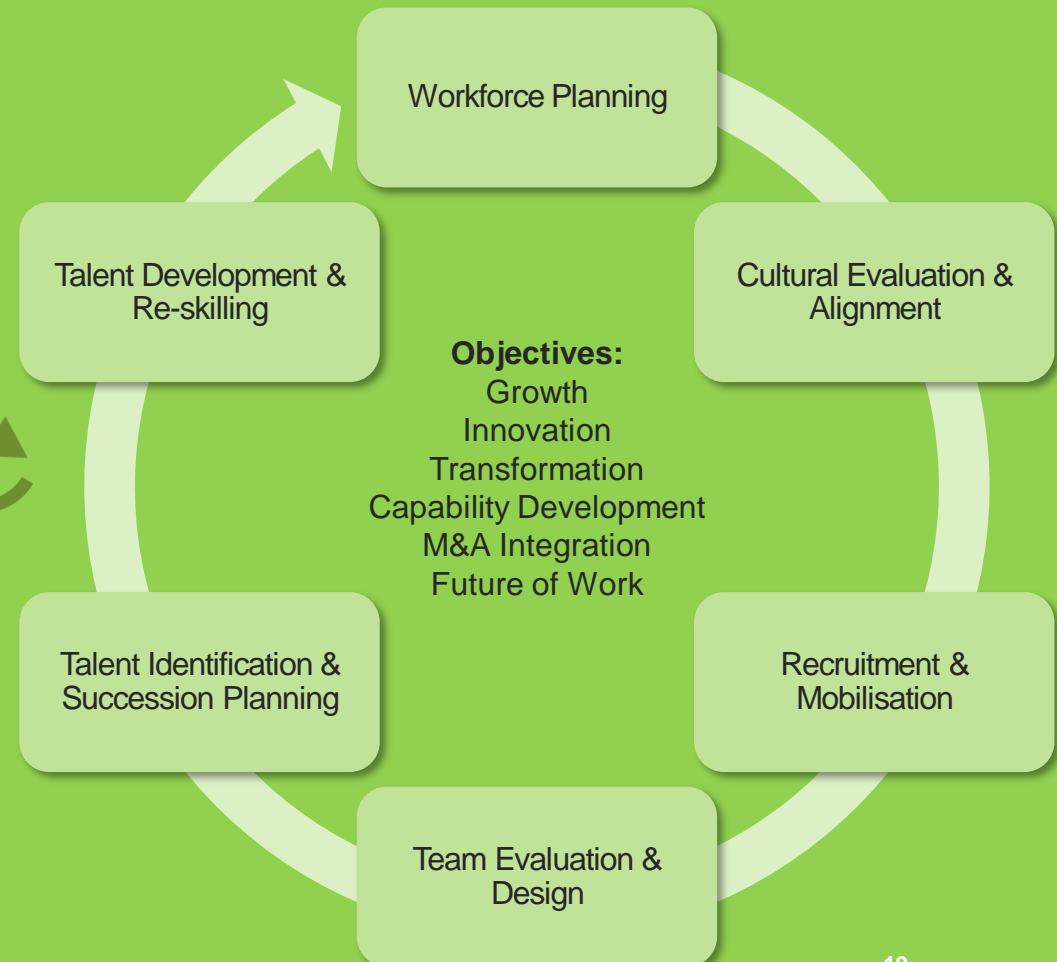 Workforce Planning
Cultural Evaluation &
Alignment
Recruitment &
Mobilisation
Team Evaluation &
Design
Talent Identification &
Succession Planning
Talent Development &
Re-skilling
Objectives:
Growth
Innovation
Transformation
Capability Development
M&A Integration
Future of Work